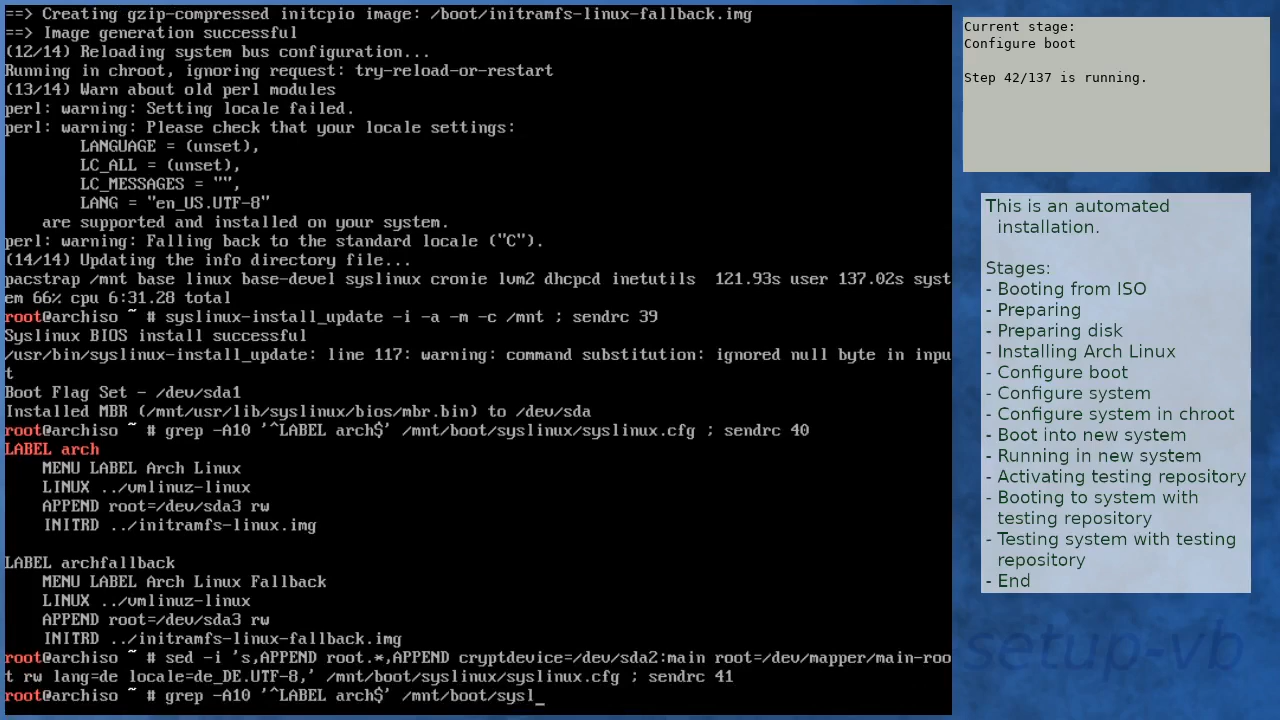 ==> Creating gzip-compressed initcpio image: /boot/initramfs-linux-fallback.img
==> Image generation successful
(12/14) Reloading system bus configuration...
Running in chroot, ignoring request: try-reload-or-restart
(13/14) Warn about old perl modules
perl: warning: Setting locale failed.
perl: warning: Please check that your locale settings:
        LANGUAGE = (unset),
        LC_ALL = (unset),
        LC_MESSAGES = "",
        LANG = "en_US.UTF-8"
    are supported and installed on your system.
perl: warning: Falling back to the standard locale ("C").
(14/14) Updating the info directory file...
pacstrap /mnt base linux base-devel syslinux cronie lvm2 dhcpcd inetutils  121.93s user 137.02s syst
em 66% cpu 6:31.28 total
root@archiso ~ # syslinux-install_update -i -a -m -c /mnt ; sendrc 39
Syslinux BIOS install successful
/usr/bin/syslinux-install_update: line 117: warning: command substitution: ignored null byte in inpu
t
Boot Flag Set - /dev/sda1
Installed MBR (/mnt/usr/lib/syslinux/bios/mbr.bin) to /dev/sda
root@archiso ~ # grep -A10 '^LABEL arch$' /mnt/boot/syslinux/syslinux.cfg ; sendrc 40
LABEL arch
    MENU LABEL Arch Linux
    LINUX ../vmlinuz-linux
    APPEND root=/dev/sda3 rw
    INITRD ../initramfs-linux.img

LABEL archfallback
    MENU LABEL Arch Linux Fallback
    LINUX ../vmlinuz-linux
    APPEND root=/dev/sda3 rw
    INITRD ../initramfs-linux-fallback.img
root@archiso ~ # sed -i 's,APPEND root.*,APPEND cryptdevice=/dev/sda2:main root=/dev/mapper/main-roo
t rw lang=de locale=de_DE.UTF-8,' /mnt/boot/syslinux/syslinux.cfg ; sendrc 41
root@archiso ~ # grep -A10 '^LABEL arch$' /mnt/boot/sysl_
Current stage:
Configure boot

Step 42/137 is running.
This is an automated
installation.

Stages:
- Booting from ISO
- Preparing
- Preparing disk
- Installing Arch Linux
- Configure boot
- Configure system
- Configure system in chroot
- Boot into new system
- Running in new system
- Activating testing repository
- Booting to system with
testing repository
- Testing system with testing
repository
- End
setup-vb